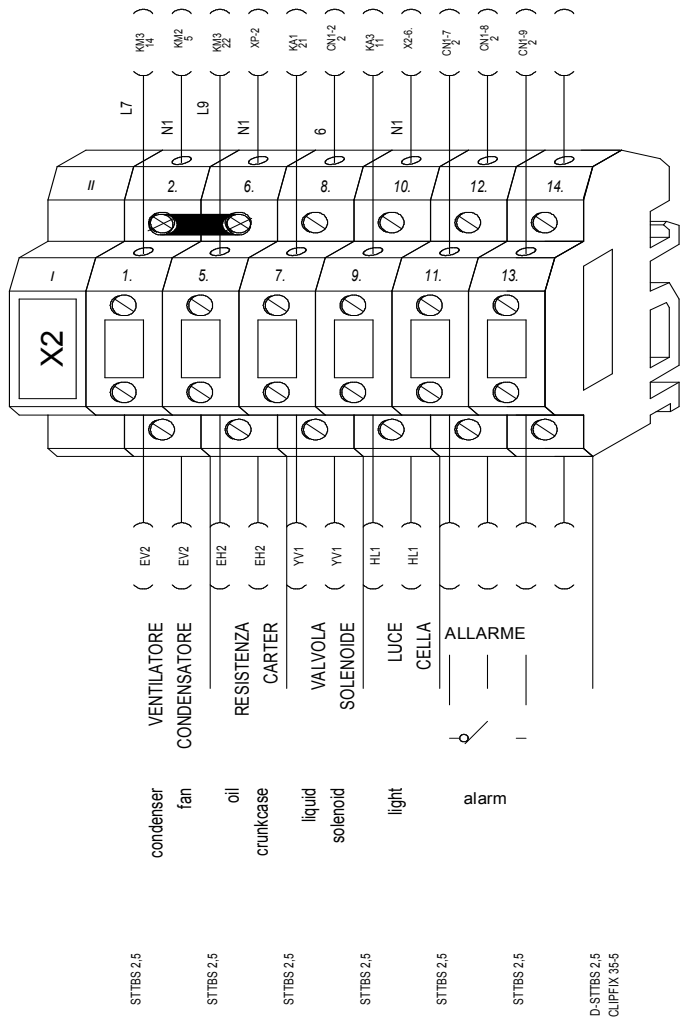 KM3
14
KM2
5
KM3
22
XP-2
KA1
21
CN1-2
2
KA3
11
X2-6.
CN1-7
2
CN1-8
2
CN1-9
2
L7
N1
L9
N1
6
N1
II
2.
6.
8.
10.
12.
14.
I
1.
5.
7.
9.
11.
13.
X2
EV2
EV2
EH2
EH2
YV1
YV1
HL1
HL1
VENTILATORE
CONDENSATORE
RESISTENZA
CARTER
VALVOLA
SOLENOIDE
LUCE
CELLA
ALLARME
condenser
fan
oil
crunkcase
liquid
solenoid
light
alarm
STTBS 2,5
STTBS 2,5
STTBS 2,5
STTBS 2,5
STTBS 2,5
STTBS 2,5
D-STTBS 2,5
CLIPFIX 35-5